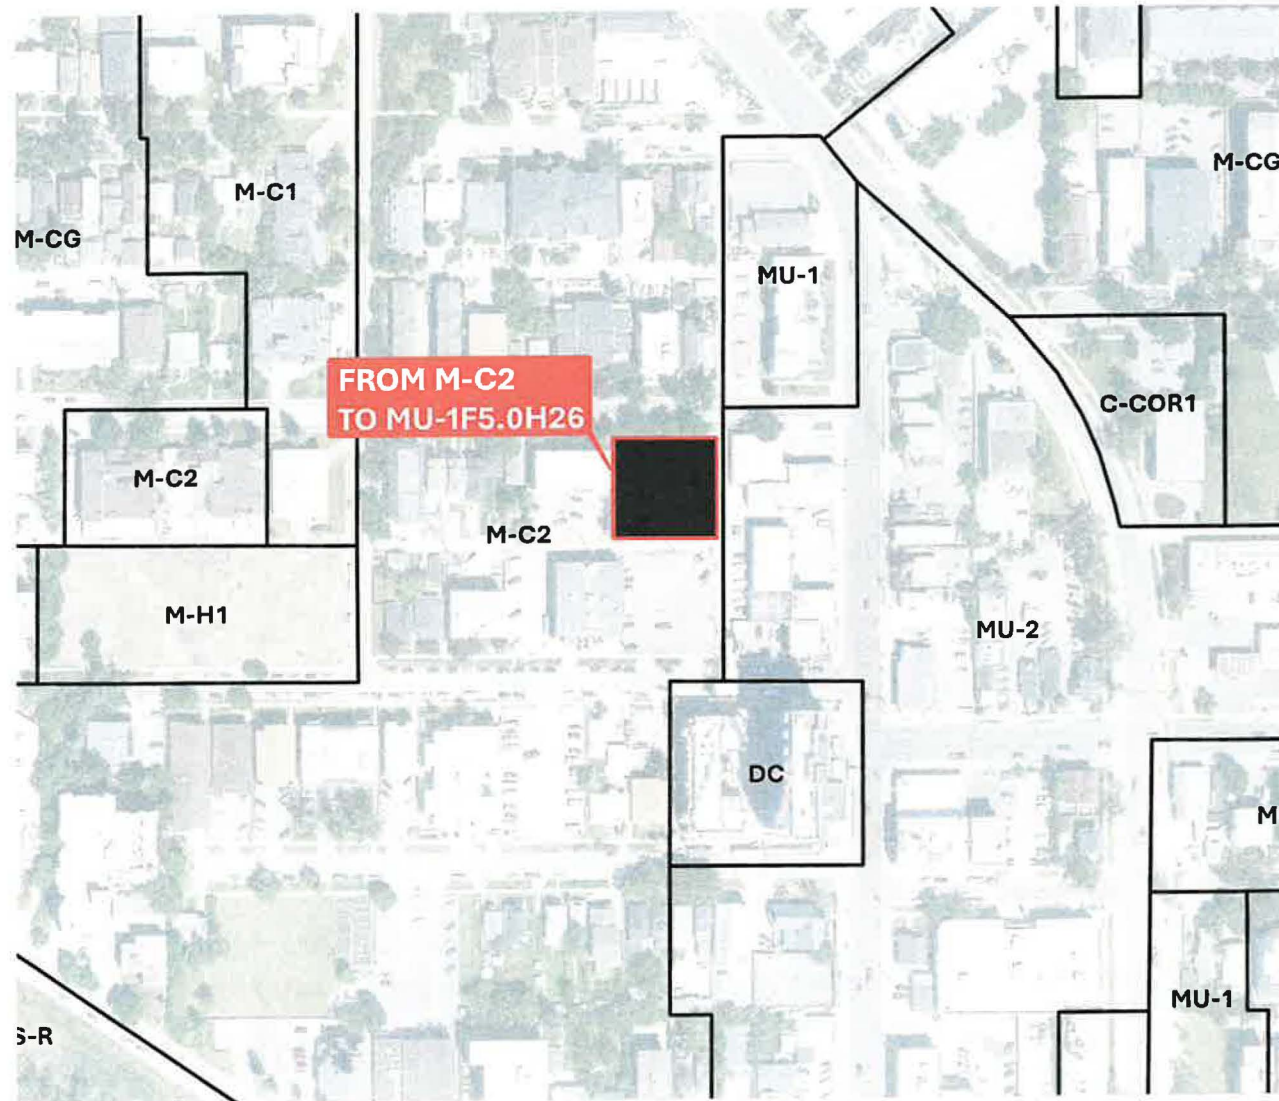 M-CG
M-C1
M-CG
MU-1
FROM M-C2
TO MU-1F5.0H26
C-COR1
M-C2
M-C2
M-H1
MU-2
DC
M
MU-1
S-R